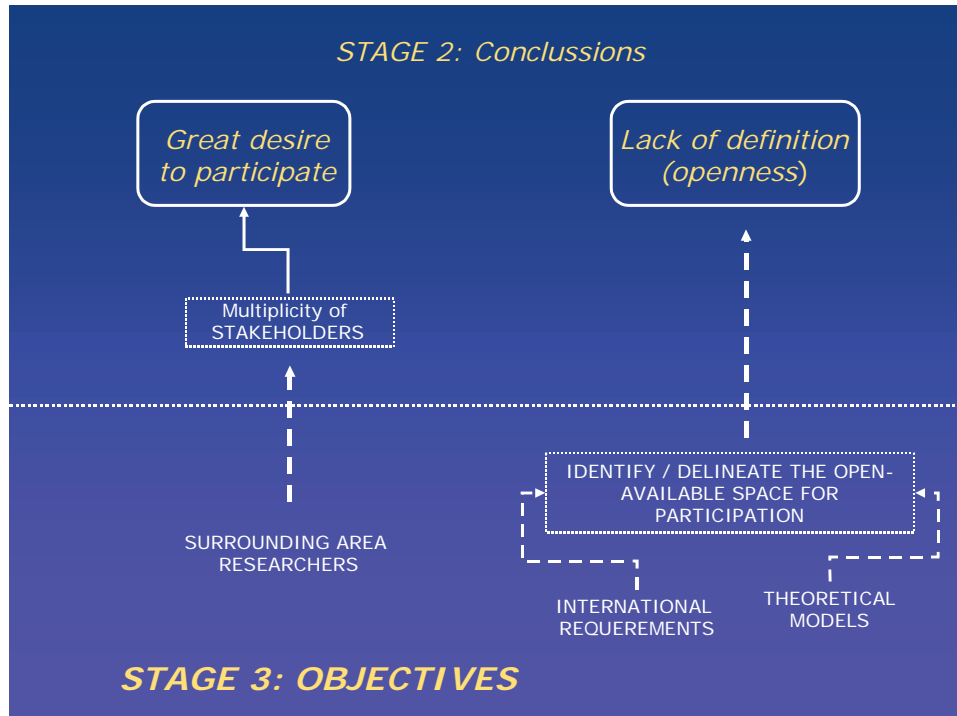 STAGE 2: Conclussions
Great desire
to participate
Lack of definition
(openness)
Multiplicity of
STAKEHOLDERS
IDENTIFY / DELINEATE THE OPEN-
AVAILABLE SPACE FOR
PARTICIPATION
SURROUNDING AREA
RESEARCHERS
INTERNATIONAL
REQUEREMENTS
THEORETICAL
MODELS
STAGE 3: OBJECTIVES